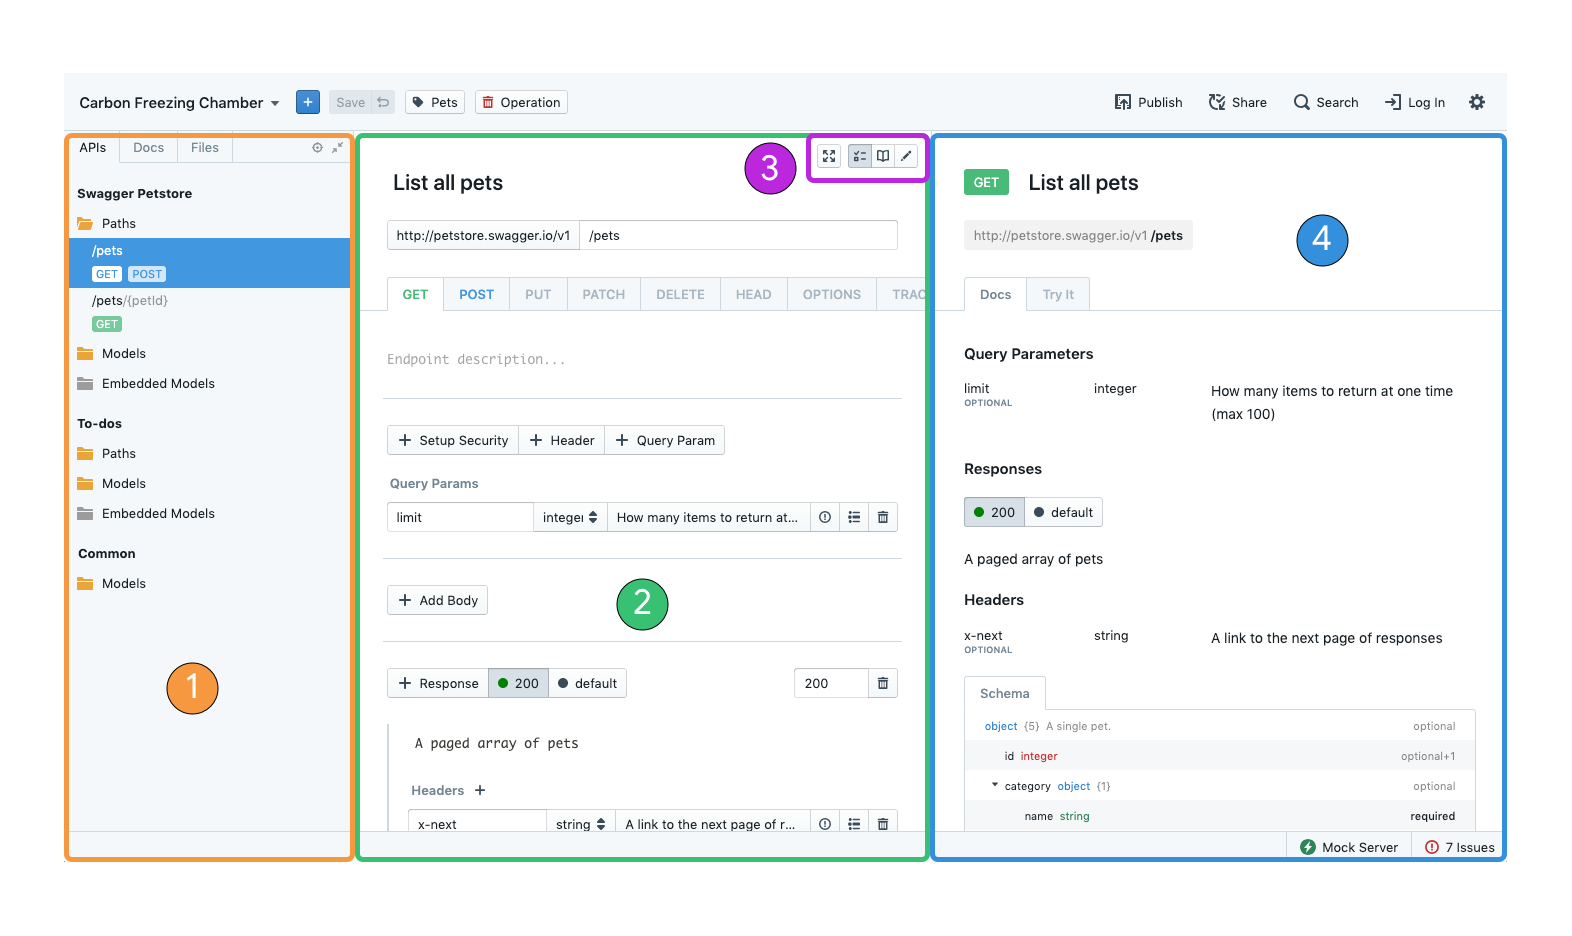 Carbon Freezing Chamber
Save
Pets
Operation
Publish
Share
Search
Log In
APIs
Docs
Files
Swagger Petstore
Paths
/pets
GET POST
/pets/{petId}
GET
Models
Embedded Models
To-dos
Paths
Models
Embedded Models
Common
Models
1
3
List all pets
http://petstore.swagger.io/v1 /pets
GET POST PUT PATCH DELETE HEAD OPTIONS TRAC
Endpoint description...
+ Setup Security + Header + Query Param
Query Params
limit integer How many items to return at...
+ Add Body
2
+ Response 200 default 200
A paged array of pets
Headers +
x-next string A link to the next page of r...
GET List all pets
http://petstore.swagger.io/v1 /pets
4
Docs Try It
Query Parameters
limit integer How many items to return at one time
OPTIONAL (max 100)
Responses
200 default
A paged array of pets
Headers
x-next string A link to the next page of responses
OPTIONAL
Schema
object {5} A single pet. optional
id integer optional+1
category object {1} optional
name string required
Mock Server 7 Issues